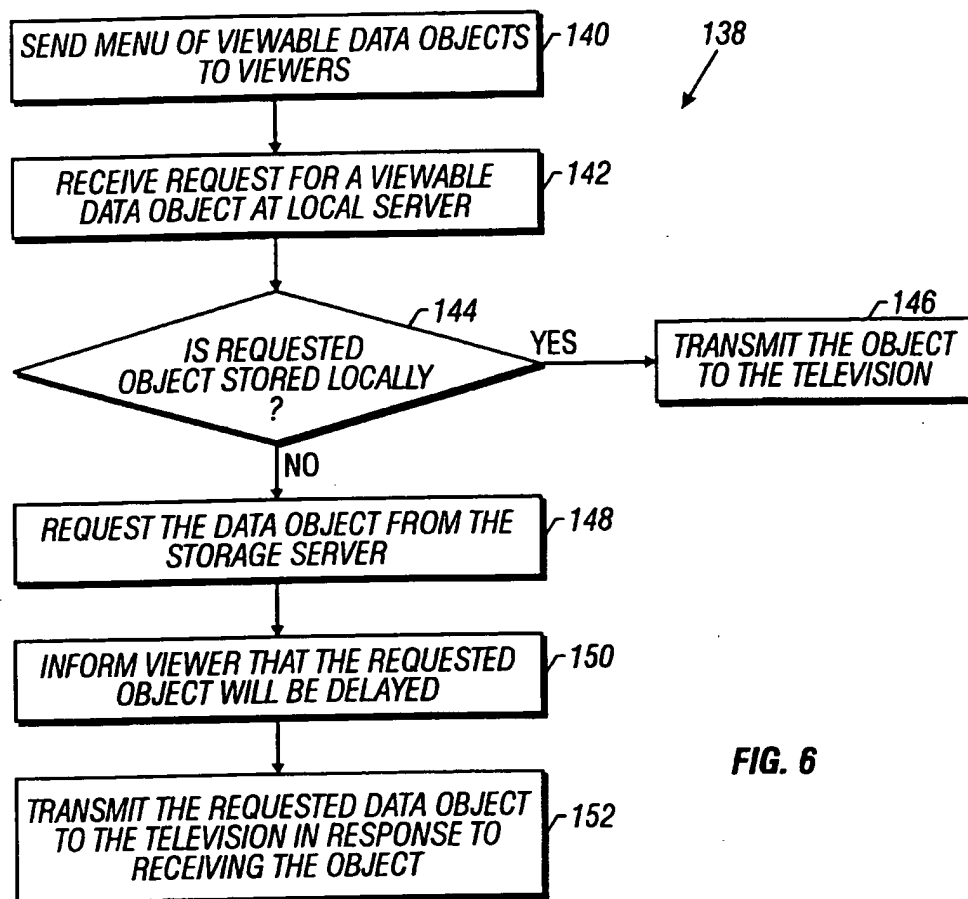 SEND MENU OF VIEWABLE DATA OBJECTS
TO VIEWERS
140
138
RECEIVE REQUEST FOR A VIEWABLE
DATA OBJECT AT LOCAL SERVER
142
144
IS REQUESTED
OBJECT STORED LOCALLY
?
YES
146
TRANSMIT THE OBJECT
TO THE TELEVISION
NO
REQUEST THE DATA OBJECT FROM THE
STORAGE SERVER
148
INFORM VIEWER THAT THE REQUESTED
OBJECT WILL BE DELAYED
150
FIG. 6
TRANSMIT THE REQUESTED DATA OBJECT
TO THE TELEVISION IN RESPONSE TO
RECEIVING THE OBJECT
152